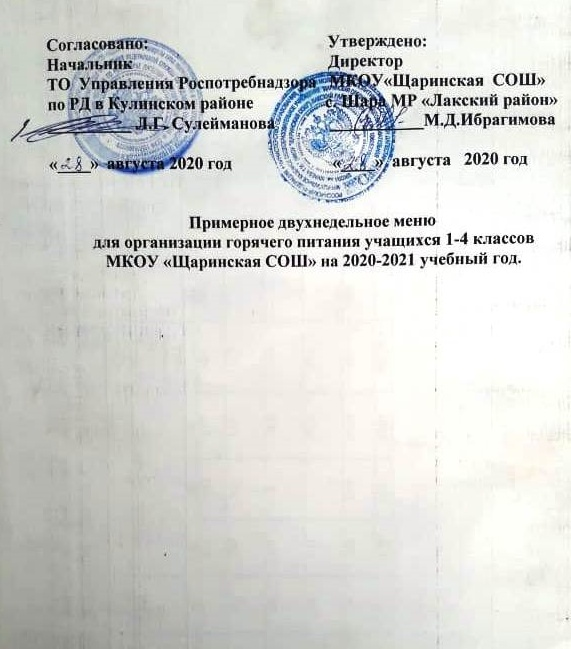 Согласовано:
Начальник
ТО Управления Роспотребнадзора
по РД в Кулинском районе
Л.Г. Сулейманова
«28» августа 2020 год
Утверждено:
Директор
МКОУ«Щаринская СОШ»
с. Шара МР «Лакский район»
М.Д.Ибрагимова
«28» августа 2020 год
Примерное двухнедельное меню
для организации горячего питания учащихся 1-4 классов
МКОУ «Щаринская СОШ» на 2020-2021 учебный год.